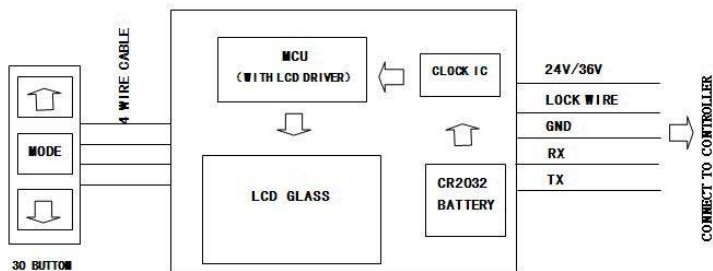 4 WIRE CABLE
MODE
30 BUTTON
MCU
(WITH LCD DRIVER)
CLOCK IC
LCD GLASS
CR2032
BATTERY
24V/36V
LOCK WIRE
GND
RX
TX
CONNECT TO CONTROLLER